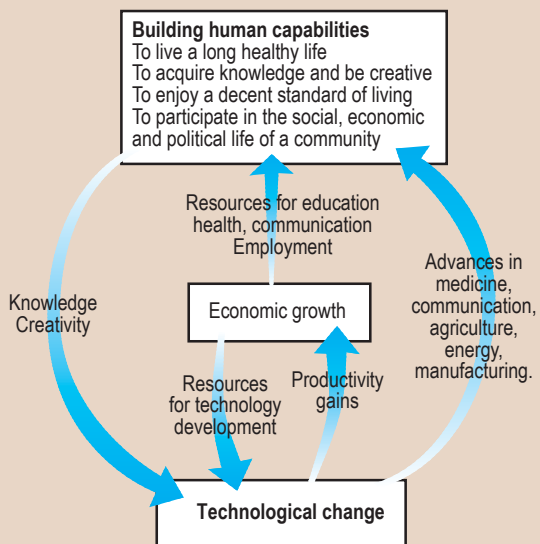 Building human capabilities
To live a long healthy life
To acquire knowledge and be creative
To enjoy a decent standard of living
To participate in the social, economic
and political life of a community
Resources for education
health, communication
Employment
Knowledge
Creativity
Economic growth
Advances in
medicine,
communication,
agriculture,
energy,
manufacturing.
Resources
for technology
development
Productivity
gains
Technological change